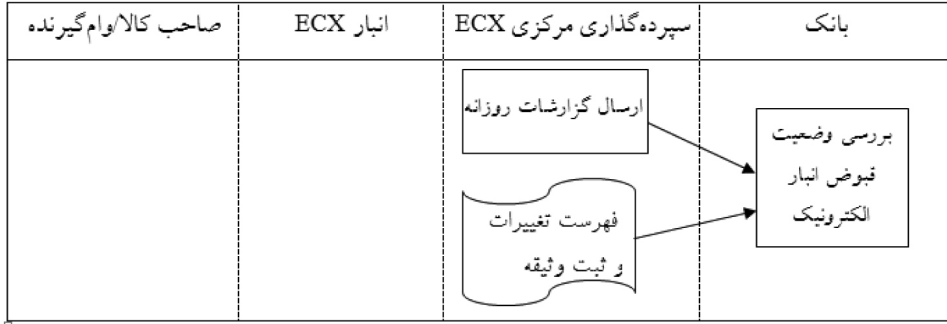 بانک
سپرده‌گذاری مرکزی ECX
انبار ECX
صاحب کالا/وام‌گیرنده
ارسال گزارشات روزانه
بررسی وضعیت
قبوض انبار
الکترونیک
فهرست تغییرات
و ثبت وثیقه